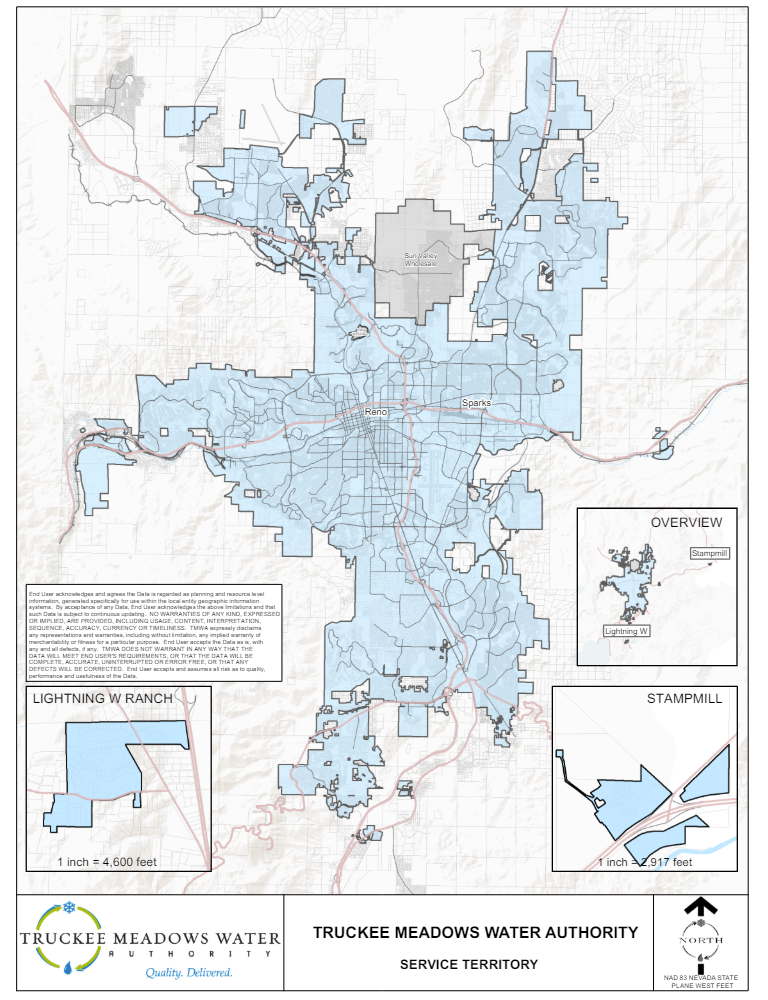 Sun Valley
Wholesale
Reno
Sparks
OVERVIEW
Stampmill
Lightning W
End User acknowledges and agrees the Data is regarded as planning and resource level
information, generated specifically for use within the local entity geographic information
systems. By acceptance of any Data, End User acknowledges the above limitations and that
such Data is subject to continuous updating. NO WARRANTIES OF ANY KIND, EXPRESSED
OR IMPLIED, ARE PROVIDED, INCLUDING USAGE, CONTENT, INTERPRETATION,
SEQUENCE, ACCURACY, CURRENCY OR TIMELINESS. TMWA expressly disclaims
any representations and warranties, including without limitation, any implied warranty of
merchantability or fitness for a particular purpose. End User accepts the Data as is, with
any and all defects, if any. TMWA DOES NOT WARRANT IN ANY WAY THAT THE
DATA WILL MEET END USER'S REQUIREMENTS, OR THAT THE DATA WILL BE
COMPLETE, ACCURATE, UNINTERRUPTED OR ERROR FREE, OR THAT ANY
DEFECTS WILL BE CORRECTED. End User accepts and assumes all risk as to quality,
performance and usefulness of the Data.
LIGHTNING W RANCH
1 inch = 4,600 feet
STAMPMILL
1 inch = 2,917 feet
TRUCKEE MEADOWS WATER
AUTHORITY
Quality. Delivered.
TRUCKEE MEADOWS WATER AUTHORITY
SERVICE TERRITORY
NORTH
NAD 83 NEVADA STATE
PLANE WEST FEET